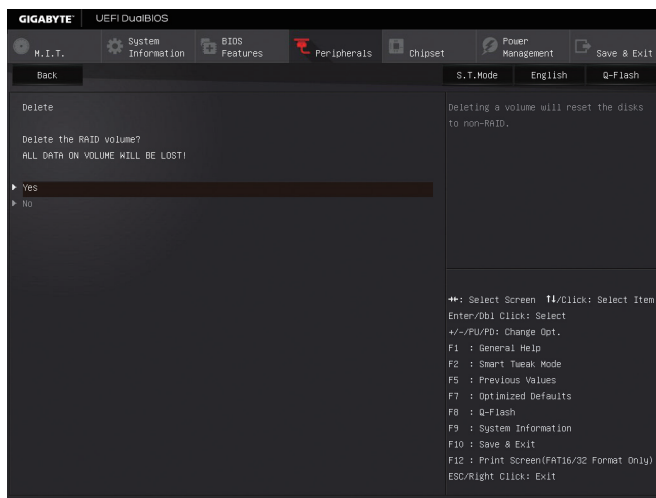 GIGABYTE™ UEFI DualBIOS
M.I.T.
System
Information
BIOS
Features
Peripherals
Chipset
Power
Management
Save & Exit
Back
S.T.Mode English Q-Flash
Delete
Delete the RAID volume?
ALL DATA ON VOLUME WILL BE LOST!
Yes
No
Deleting a volume will reset the disks
to non-RAID.
→←: Select Screen ↑↓/Click: Select Item
Enter/Dbl Click: Select
+/-/PU/PD: Change Opt.
F1 : General Help
F2 : Smart Tweak Mode
F5 : Previous Values
F7 : Optimized Defaults
F8 : Q-Flash
F9 : System Information
F10 : Save & Exit
F12 : Print Screen(FAT16/32 Format Only)
ESC/Right Click: Exit